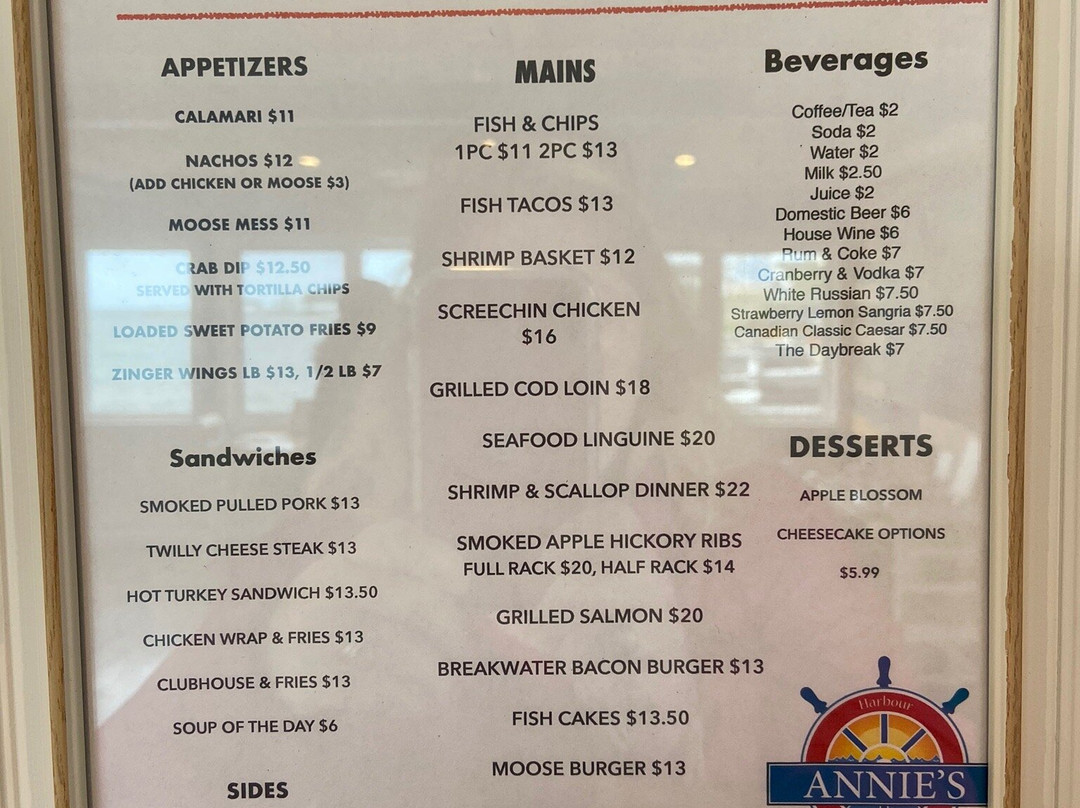 APPETIZERS
CALAMARI $11
NACHOS $12
(ADD CHICKEN OR MOOSE $3)
MOOSE MESS $11
CRAB DIP $12.50
SERVED WITH TORTILLA CHIPS
LOADED SWEET POTATO FRIES $9
ZINGER WINGS LB $13, 1/2 LB $7
Sandwiches
SMOKED PULLED PORK $13
TWILLY CHEESE STEAK $13
HOT TURKEY SANDWICH $13.50
CHICKEN WRAP & FRIES $13
CLUBHOUSE & FRIES $13
SOUP OF THE DAY $6
SIDES
MAINS
FISH & CHIPS
1PC $11 2PC $13
FISH TACOS $13
SHRIMP BASKET $12
SCREECHIN CHICKEN
$16
GRILLED COD LOIN $18
SEAFOOD LINGUINE $20
SHRIMP & SCALLOP DINNER $22
SMOKED APPLE HICKORY RIBS
FULL RACK $20, HALF RACK $14
GRILLED SALMON $20
BREAKWATER BACON BURGER $13
FISH CAKES $13.50
MOOSE BURGER $13
Beverages
Coffee/Tea $2
Soda $2
Water $2
Milk $2.50
Juice $2
Domestic Beer $6
House Wine $6
Rum & Coke $7
Cranberry & Vodka $7
White Russian $7.50
Strawberry Lemon Sangria $7.50
Canadian Classic Caesar $7.50
The Daybreak $7
DESSERTS
APPLE BLOSSOM
CHEESECAKE OPTIONS
$5.99
Harbour
ANNIE'S